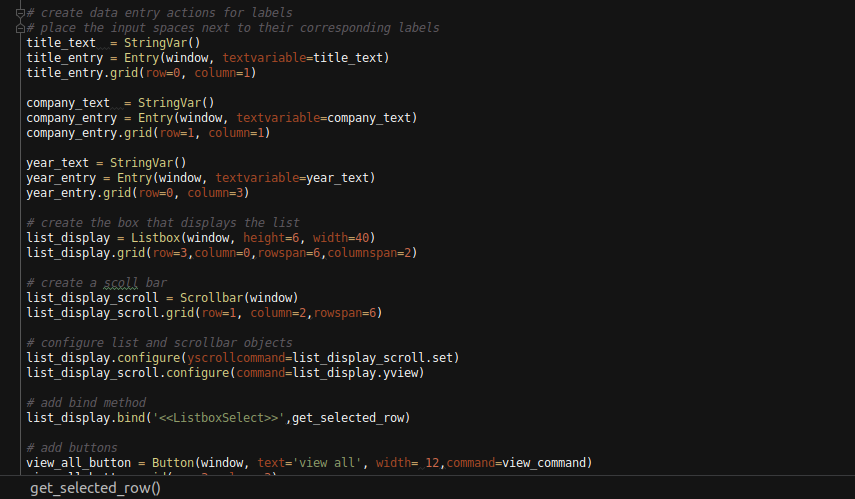 # create data entry actions for labels
# place the input spaces next to their corresponding labels
title_text  = StringVar()
title_entry = Entry(window, textvariable=title_text)
title_entry.grid(row=0, column=1)

company_text  = StringVar()
company_entry = Entry(window, textvariable=company_text)
company_entry.grid(row=1, column=1)

year_text = StringVar()
year_entry = Entry(window, textvariable=year_text)
year_entry.grid(row=0, column=3)

# create the box that displays the list
list_display = Listbox(window, height=6, width=40)
list_display.grid(row=3,column=0,rowspan=6,columnspan=2)

# create a scoll bar
list_display_scroll = Scrollbar(window)
list_display_scroll.grid(row=1, column=2,rowspan=6)

# configure list and scrollbar objects
list_display.configure(yscrollcommand=list_display_scroll.set)
list_display_scroll.configure(command=list_display.yview)

# add bind method
list_display.bind('<<ListboxSelect>>',get_selected_row)

# add buttons
view_all_button = Button(window, text='view all', width= 12,command=view_command)
get_selected_row()